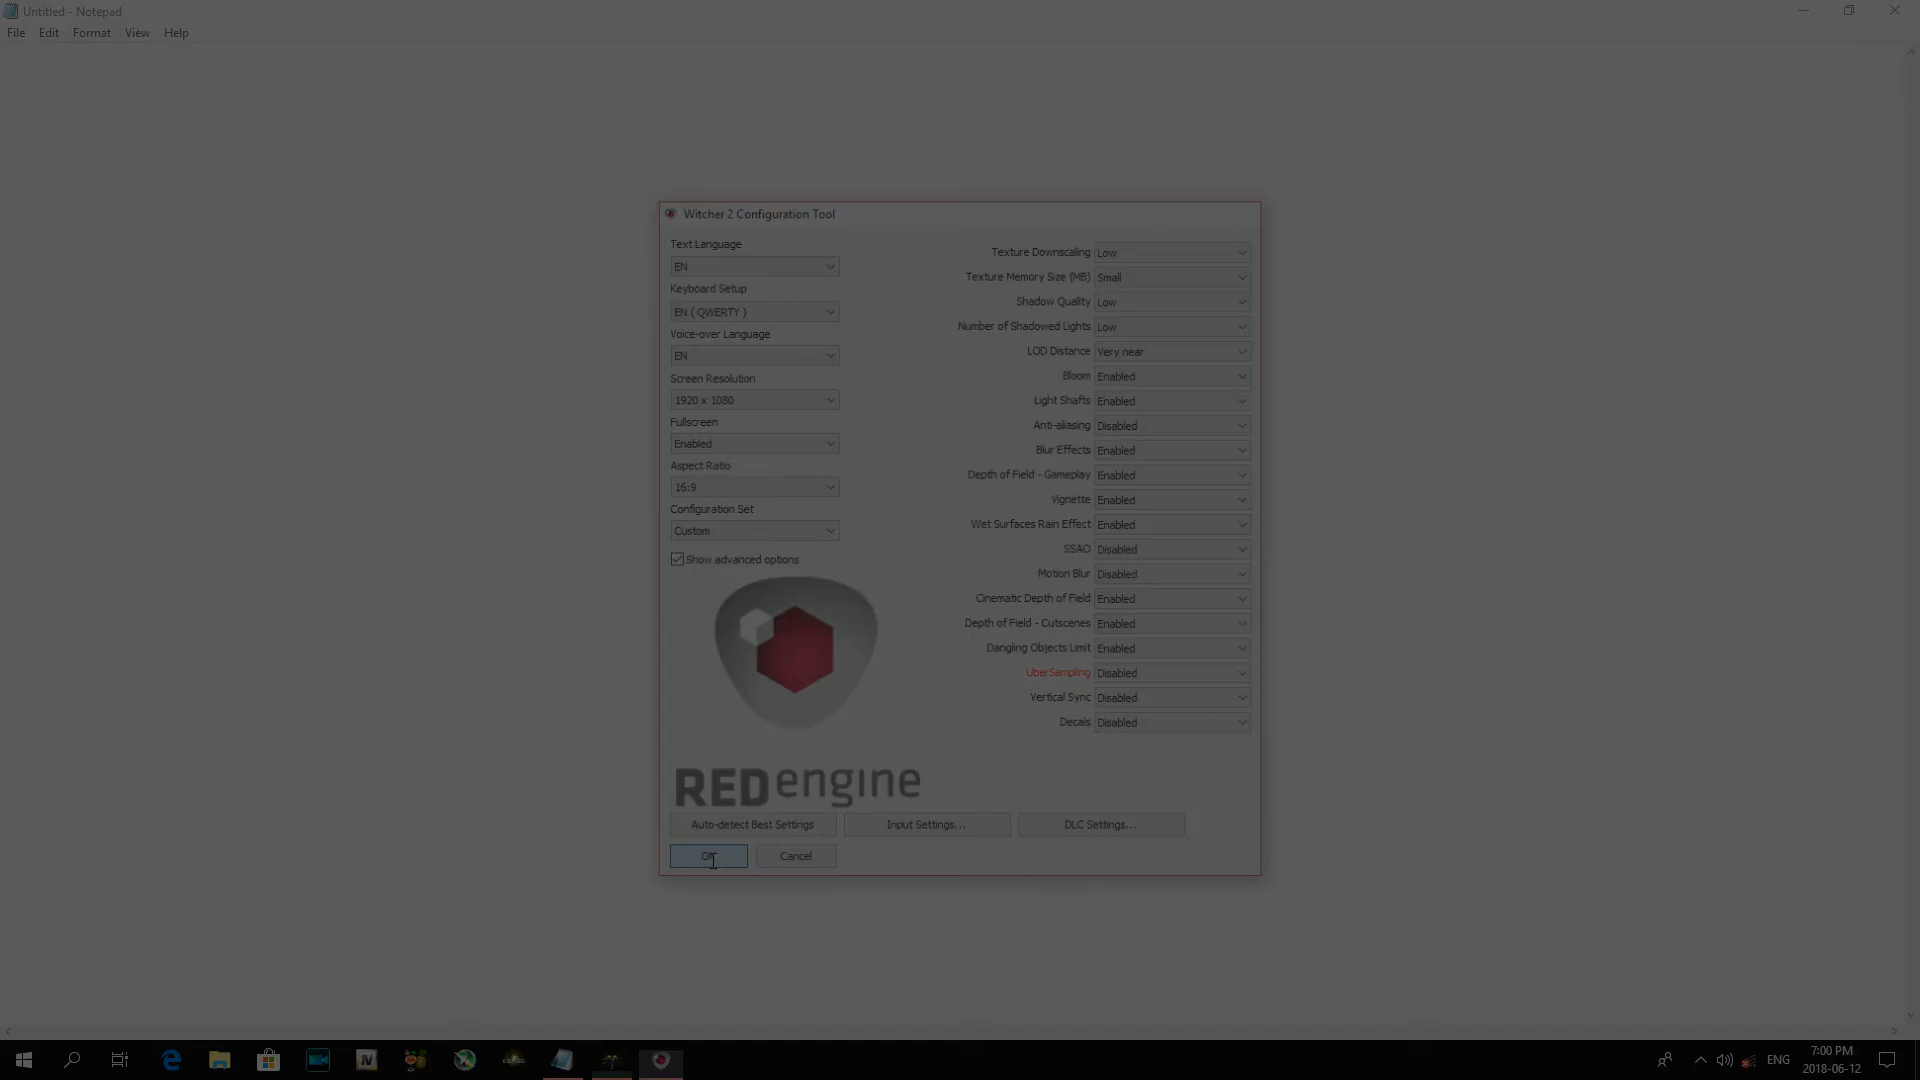 Untitled - Notepad
File Edit Format View Help
Witcher 2 Configuration Tool
Text Language
EN
Keyboard Setup
EN ( QWERTY )
Voice-over Language
EN
Screen Resolution
1920 x 1080
Fullscreen
Enabled
Aspect Ratio
16:9
Configuration Set
Custom
Show advanced options
Texture Downscaling Low
Texture Memory Size (MB) Small
Shadow Quality Low
Number of Shadowed Lights Low
LOD Distance Very near
Bloom Enabled
Light Shafts Enabled
Anti-aliasing Disabled
Blur Effects Enabled
Depth of Field - Gameplay Enabled
Vignette Enabled
Wet Surfaces Rain Effect Enabled
SSAO Disabled
Motion Blur Disabled
Cinematic Depth of Field Enabled
Depth of Field - Cutscenes Enabled
Dangling Objects Limit Enabled
UberSampling Disabled
Vertical Sync Disabled
Decals Disabled
REDengine
Auto-detect Best Settings Input Settings... DLC Settings...
OK Cancel
IV
ENG
7:00 PM
2018-06-12